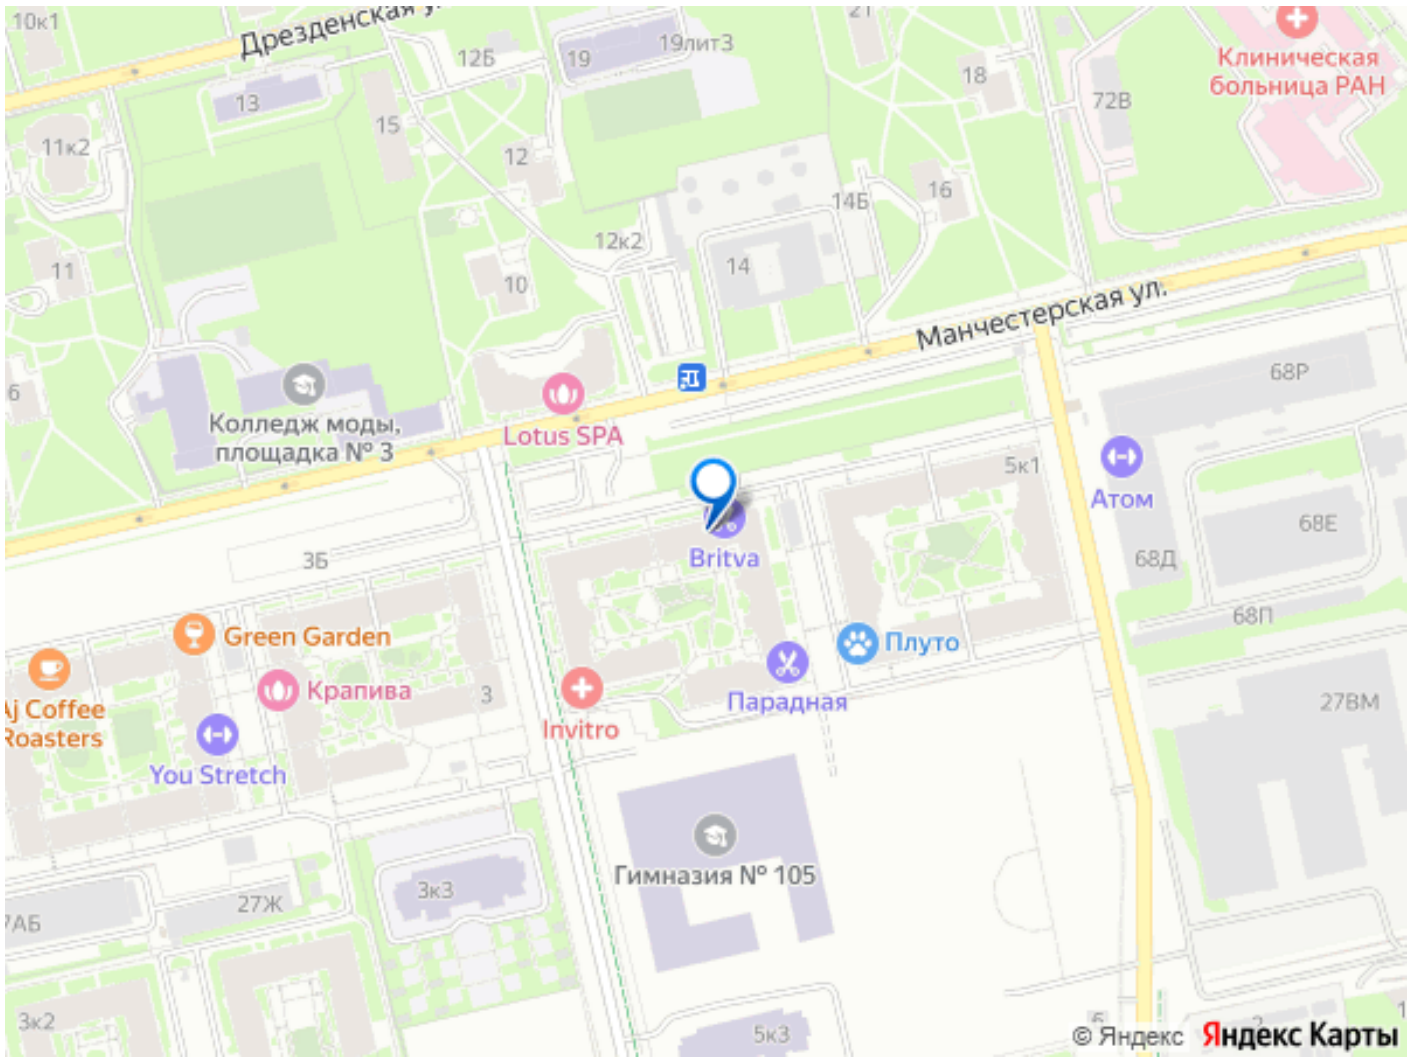 10к1
Дрезденская у
12Б
19
19лит3
21
18
Клиническая
больница РАН
13
15
72В
11к2
12
16
14Б
12к2
11
14
10
Манчестерская ул.
6
68Р
Колледж моды,
площадка № 3
Lotus SPA
5к1
Атом
68Е
Britva
3Б
68Д
68П
Green Garden
Плуто
Крапива
3
Aj Coffee
Roasters
Парадная
27ВМ
Invitro
You Stretch
Гимназия № 105
3к3
27Ж
7АБ
3к2
5к3
© Яндекс Яндекс Карты